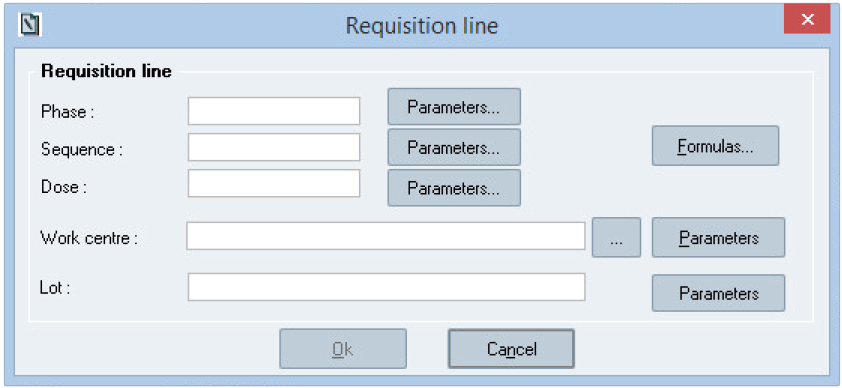 Requisition line
Requisition line
Phase :
Parameters...
Sequence :
Parameters...
Formulas...
Dose :
Parameters...
Work centre :
...
Parameters
Lot :
Parameters
Ok
Cancel